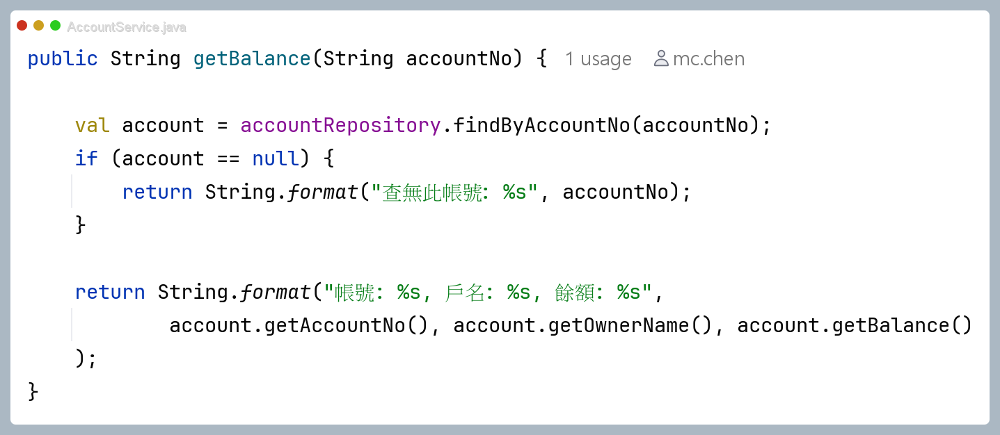 AccountService.java
public String getBalance(String accountNo) { 1 usage mc.chen
val account = accountRepository.findByAccountNo(accountNo);
if (account == null) {
return String.format("查無此帳號: %s", accountNo);
}
return String.format("帳號: %s, 戶名: %s, 餘額: %s",
account.getAccountNo(), account.getOwnerName(), account.getBalance()
);
}